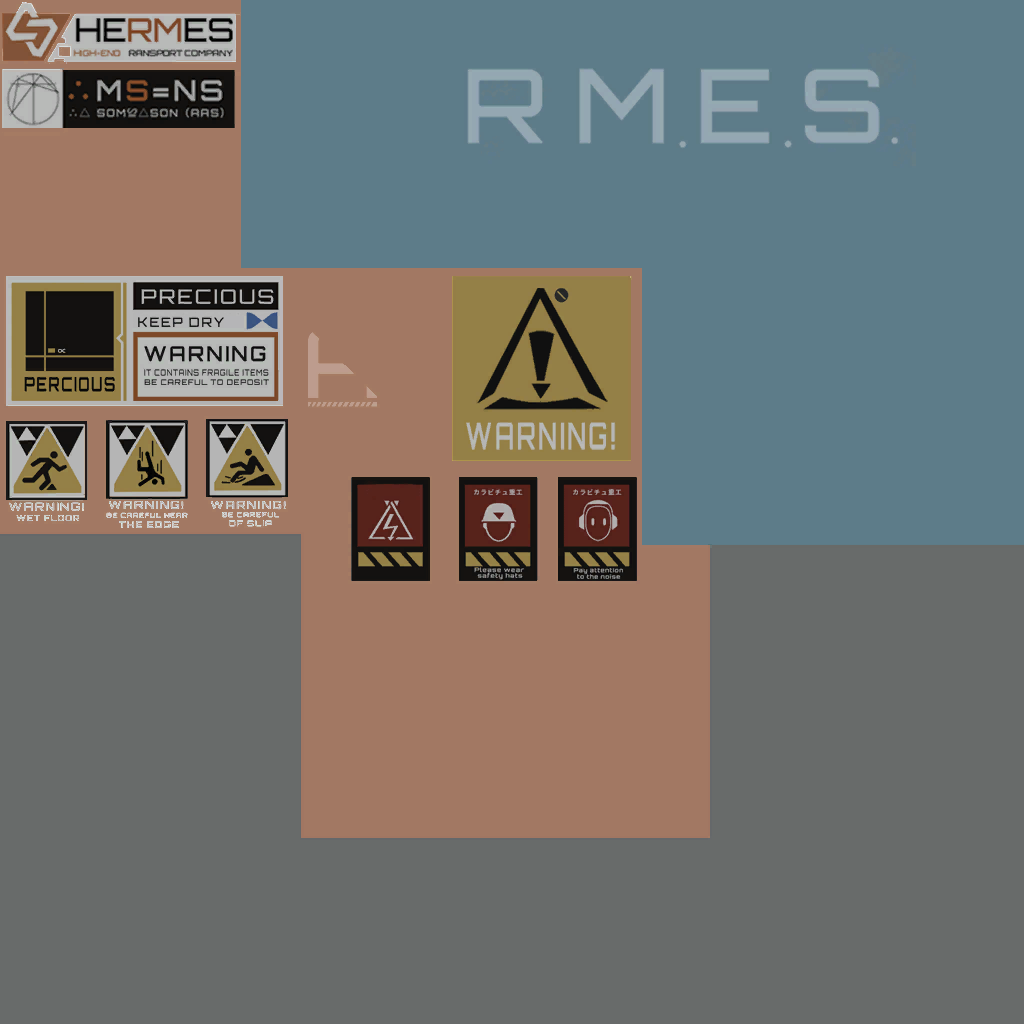 HERMES
HIGH-END RANSPORT COMPANY
MS=NS
(AAS)
R M.E.S.
PRECIOUS
KEEP DRY
WARNING
IT CONTAINS FRAGILE ITEMS
BE CAREFUL TO DEPOSIT
PERCIOUS
WARNING!
WARNING!
WET FLOOR
WARNING!
BE CAREFUL NEAR
THE EDGE
WARNING!
BE CAREFUL
OF SLIP
カラビチュ重工
Please wear
safety hats
カラビチュ重工
Pay attention
to the noise